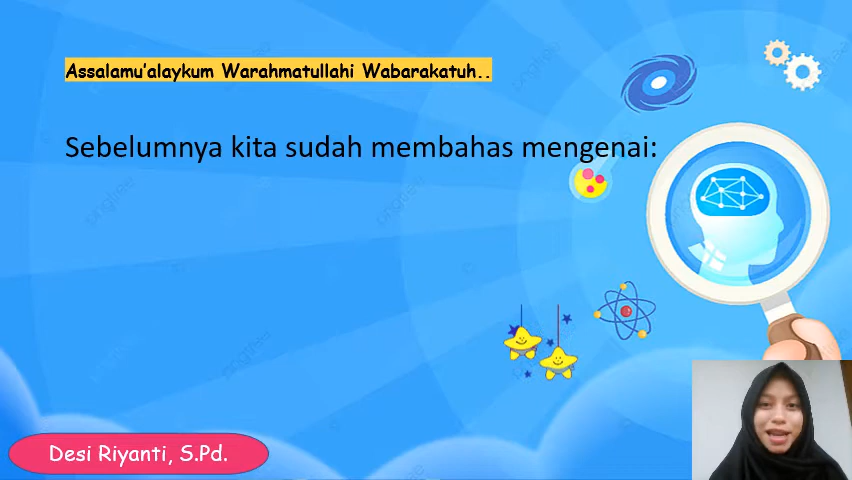 Assalamu’alaykum Warahmatullahi Wabarakatuh..
Sebelumnya kita sudah membahas mengenai:
Desi Riyanti, S.Pd.